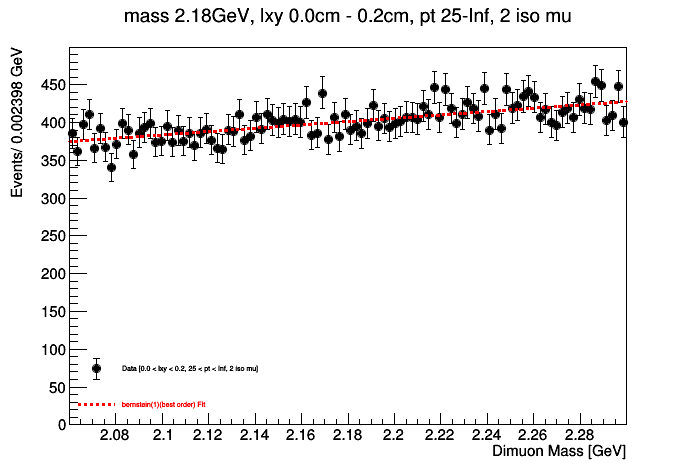 mass 2.18GeV, lxy 0.0cm - 0.2cm, pt 25-Inf, 2 iso mu
Events/ 0.002398 GeV
450
400
350
300
250
200
150
100
50
0
Data [0.0 < lxy < 0.2, 25 < pt < Inf, 2 iso mu]
bernstein(1)(best order) Fit
2.08 2.1 2.12 2.14 2.16 2.18 2.2 2.22 2.24 2.26 2.28
Dimuon Mass [GeV]